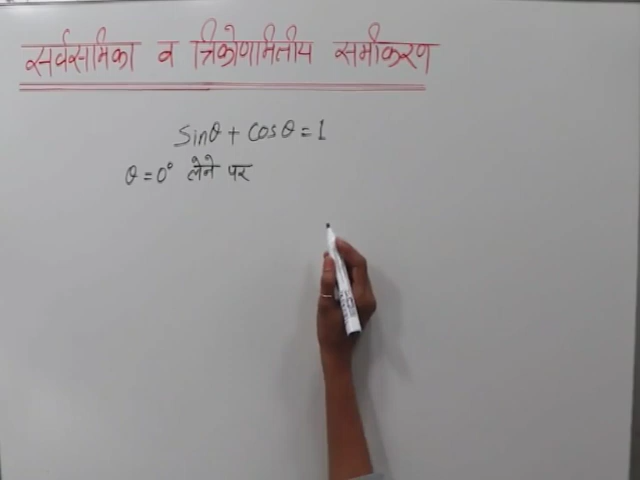 सर्वसमिका व त्रिकोणमितीय समीकरण
sinθ + cosθ = 1
θ = 0° लेने पर